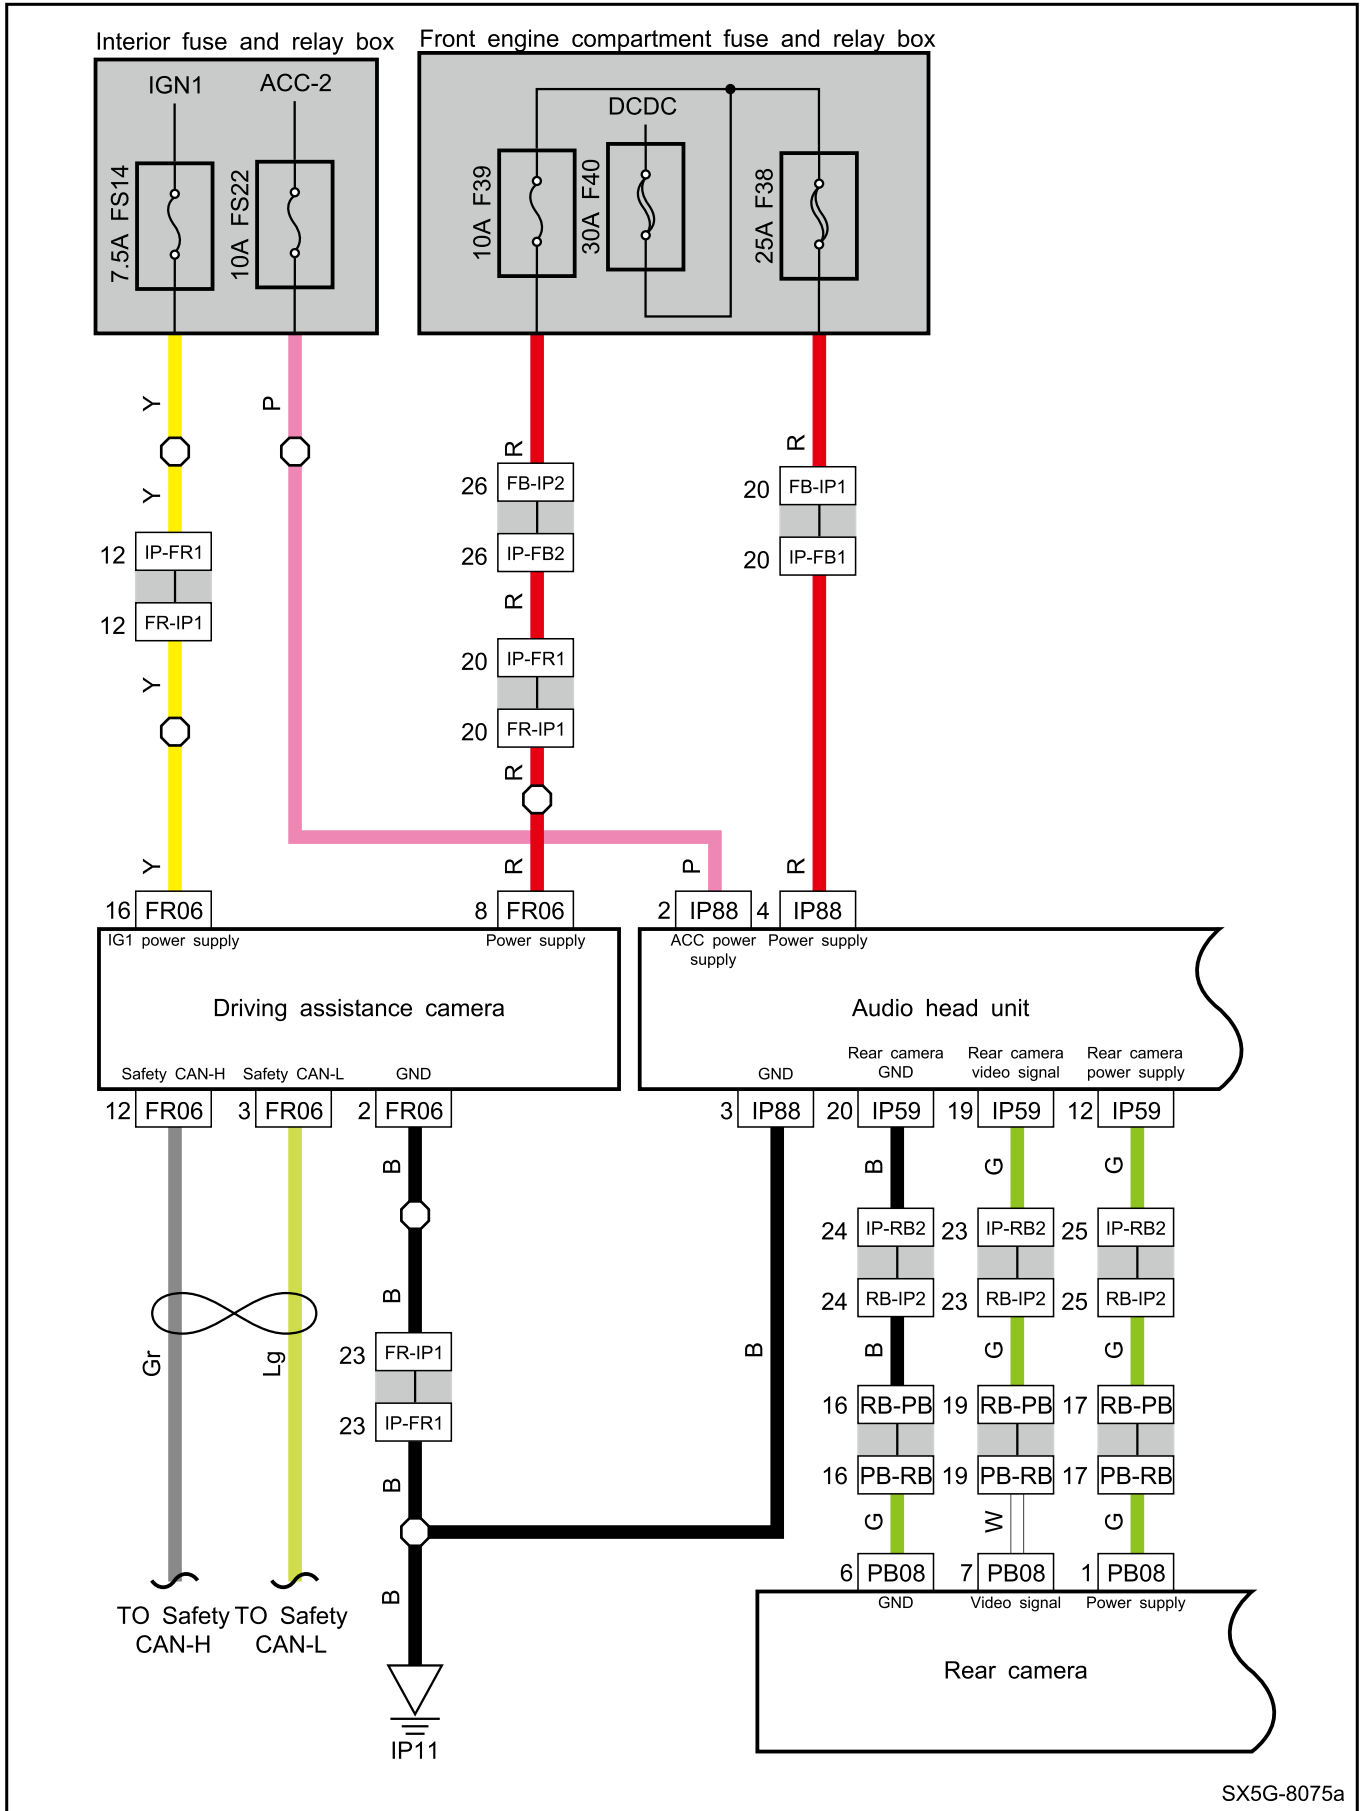 Interior fuse and relay box
Front engine compartment fuse and relay box
IGN1
ACC-2
DCDC
7.5A FS14
10A FS22
10A F39
30A F40
25A F38
Y
P
R
R
26 FB-IP2
20 FB-IP1
Y
12 IP-FR1
26 IP-FB2
20 IP-FB1
R
12 FR-IP1
20 IP-FR1
Y
20 FR-IP1
R
Y
R
P
R
16 FR06
8 FR06
2 IP88
4 IP88
IG1 power supply
Power supply
ACC power
supply
Power supply
Driving assistance camera
Audio head unit
Safety CAN-H
Safety CAN-L
GND
GND
Rear camera
GND
Rear camera
video signal
Rear camera
power supply
12 FR06
3 FR06
2 FR06
3 IP88
20 IP59
19 IP59
12 IP59
B
B
G
G
24 IP-RB2
23 IP-RB2
25 IP-RB2
B
24 RB-IP2
23 RB-IP2
25 RB-IP2
Gr
Lg
23 FR-IP1
B
B
G
G
23 IP-FR1
16 RB-PB
19 RB-PB
17 RB-PB
B
16 PB-RB
19 PB-RB
17 PB-RB
G
W
G
B
6 PB08
7 PB08
1 PB08
GND
Video signal
Power supply
TO Safety
CAN-H
TO Safety
CAN-L
Rear camera
IP11
SX5G-8075a